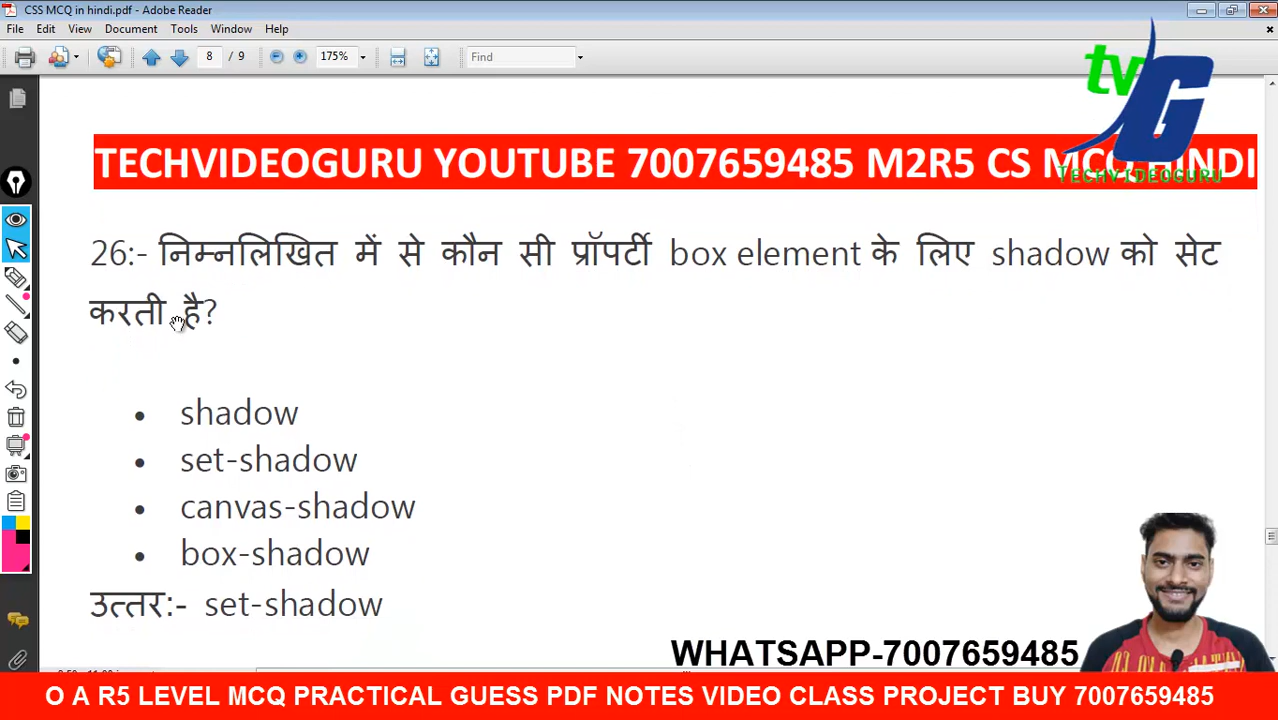 CSS MCQ in hindi.pdf - Adobe Reader
File Edit View Document Tools Window Help
8 / 9 175% Find
tvG
TECHVIDEOGURU
TECHVIDEOGURU YOUTUBE 7007659485 M2R5 CS MCQ HINDI
26:- निम्नलिखित में से कौन सी प्रॉपर्टी box element के लिए shadow को सेट
करती है?
• shadow
• set-shadow
• canvas-shadow
• box-shadow
उत्तर:- set-shadow
WHATSAPP-7007659485
O A R5 LEVEL MCQ PRACTICAL GUESS PDF NOTES VIDEO CLASS PROJECT BUY 7007659485